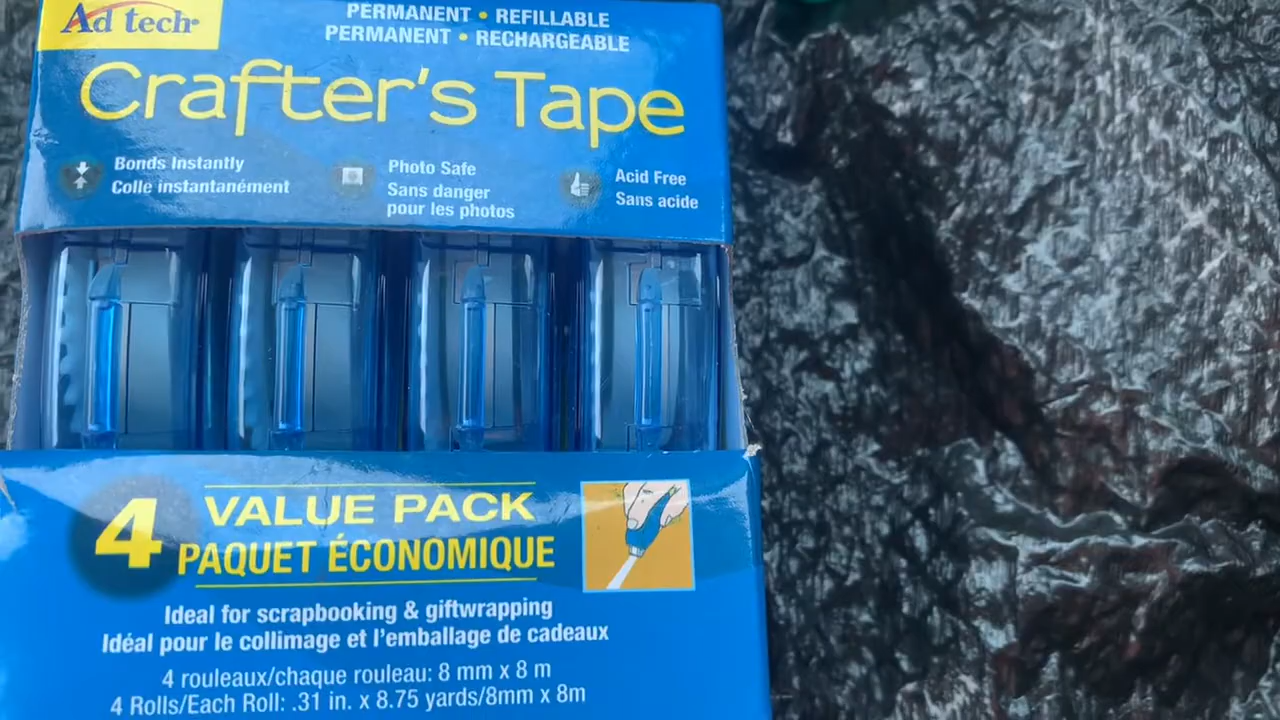 Ad tech
PERMANENT • REFILLABLE
PERMANENT • RECHARGEABLE
Crafter's Tape
Bonds Instantly
Colle instantanément
Photo Safe
Sans danger
pour les photos
Acid Free
Sans acide
4
VALUE PACK
PAQUET ÉCONOMIQUE
Ideal for scrapbooking & giftwrapping
Idéal pour le collimage et l'emballage de cadeaux
4 rouleaux/chaque rouleau: 8 mm x 8 m
4 Rolls/Each Roll: .31 in. x 8.75 yards/8mm x 8m